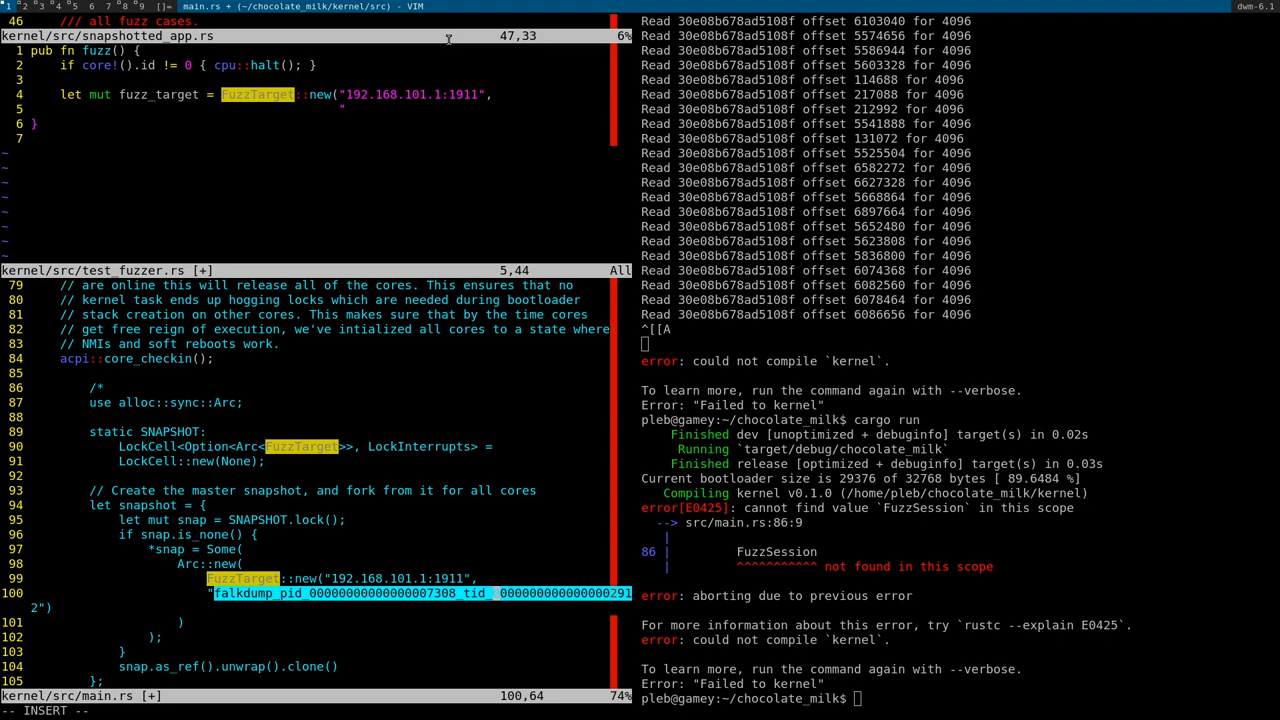 1 2 3 4 5 6 7 8 9 []= main.rs + (~/chocolate_milk/kernel/src) - VIM dwm-6.1
46     /// all fuzz cases.
kernel/src/snapshotted_app.rs 47,33 6%
1 pub fn fuzz() {
2     if core!().id != 0 { cpu::halt(); }
3
4     let mut fuzz_target = FuzzTarget::new("192.168.101.1:1911",
5                                           "
6 }
7
~
~
~
~
~
~
~
~
kernel/src/test_fuzzer.rs [+] 5,44 All
79     // are online this will release all of the cores. This ensures that no
80     // kernel task ends up hogging locks which are needed during bootloader
81     // stack creation on other cores. This makes sure that by the time cores
82     // get free reign of execution, we've intialized all cores to a state where
83     // NMIs and soft reboots work.
84     acpi::core_checkin();
85
86         /*
87         use alloc::sync::Arc;
88
89         static SNAPSHOT:
90             LockCell<Option<Arc<FuzzTarget>>, LockInterrupts> =
91             LockCell::new(None);
92
93         // Create the master snapshot, and fork from it for all cores
94         let snapshot = {
95             let mut snap = SNAPSHOT.lock();
96             if snap.is_none() {
97                 *snap = Some(
98                     Arc::new(
99                         FuzzTarget::new("192.168.101.1:1911",
100                         "falkdump_pid_00000000000000007308_tid_00000000000000000291
2")
101                     )
102                 );
103             }
104             snap.as_ref().unwrap().clone()
105         };
kernel/src/main.rs [+] 100,64 74%
-- INSERT --
Read 30e08b678ad5108f offset 6103040 for 4096
Read 30e08b678ad5108f offset 5574656 for 4096
Read 30e08b678ad5108f offset 5586944 for 4096
Read 30e08b678ad5108f offset 5603328 for 4096
Read 30e08b678ad5108f offset 114688 for 4096
Read 30e08b678ad5108f offset 217088 for 4096
Read 30e08b678ad5108f offset 212992 for 4096
Read 30e08b678ad5108f offset 5541888 for 4096
Read 30e08b678ad5108f offset 131072 for 4096
Read 30e08b678ad5108f offset 5525504 for 4096
Read 30e08b678ad5108f offset 6582272 for 4096
Read 30e08b678ad5108f offset 6627328 for 4096
Read 30e08b678ad5108f offset 5668864 for 4096
Read 30e08b678ad5108f offset 6897664 for 4096
Read 30e08b678ad5108f offset 5652480 for 4096
Read 30e08b678ad5108f offset 5623808 for 4096
Read 30e08b678ad5108f offset 5836800 for 4096
Read 30e08b678ad5108f offset 6074368 for 4096
Read 30e08b678ad5108f offset 6082560 for 4096
Read 30e08b678ad5108f offset 6078464 for 4096
Read 30e08b678ad5108f offset 6086656 for 4096
^[[A
error: could not compile `kernel`.

To learn more, run the command again with --verbose.
Error: "Failed to kernel"
pleb@gamey:~/chocolate_milk$ cargo run
    Finished dev [unoptimized + debuginfo] target(s) in 0.02s
     Running `target/debug/chocolate_milk`
    Finished release [optimized + debuginfo] target(s) in 0.03s
Current bootloader size is 29376 of 32768 bytes [ 89.6484 %]
   Compiling kernel v0.1.0 (/home/pleb/chocolate_milk/kernel)
error[E0425]: cannot find value `FuzzSession` in this scope
  --> src/main.rs:86:9
   |
86 |         FuzzSession
   |         ^^^^^^^^^^^ not found in this scope

error: aborting due to previous error

For more information about this error, try `rustc --explain E0425`.
error: could not compile `kernel`.

To learn more, run the command again with --verbose.
Error: "Failed to kernel"
pleb@gamey:~/chocolate_milk$